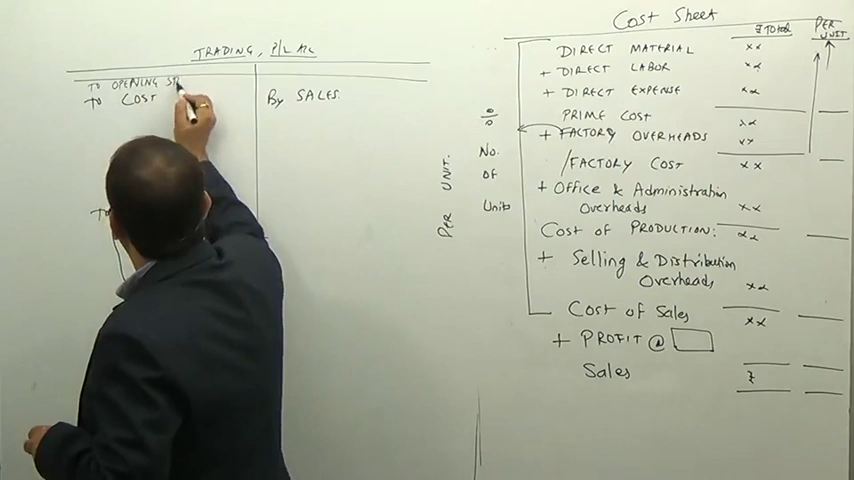 TRADING, P/L A/c
TO OPENING ST
TO COST
By SALES.
To
Cost Sheet
₹ TOTAL
PER UNIT
DIRECT MATERIAL xx
+ DIRECT LABOR xx
+ DIRECT EXPENSE xx
PRIME COST xx
+ FACTORY OVERHEADS xx
/FACTORY COST xx
+ Office & Administration
Overheads xx
Cost of PRODUCTION: xx
+ Selling & Distribution
Overheads xx
Cost of Sales xx
+ PROFIT @
Sales ₹
PER UNIT.
%
No.
of
Units